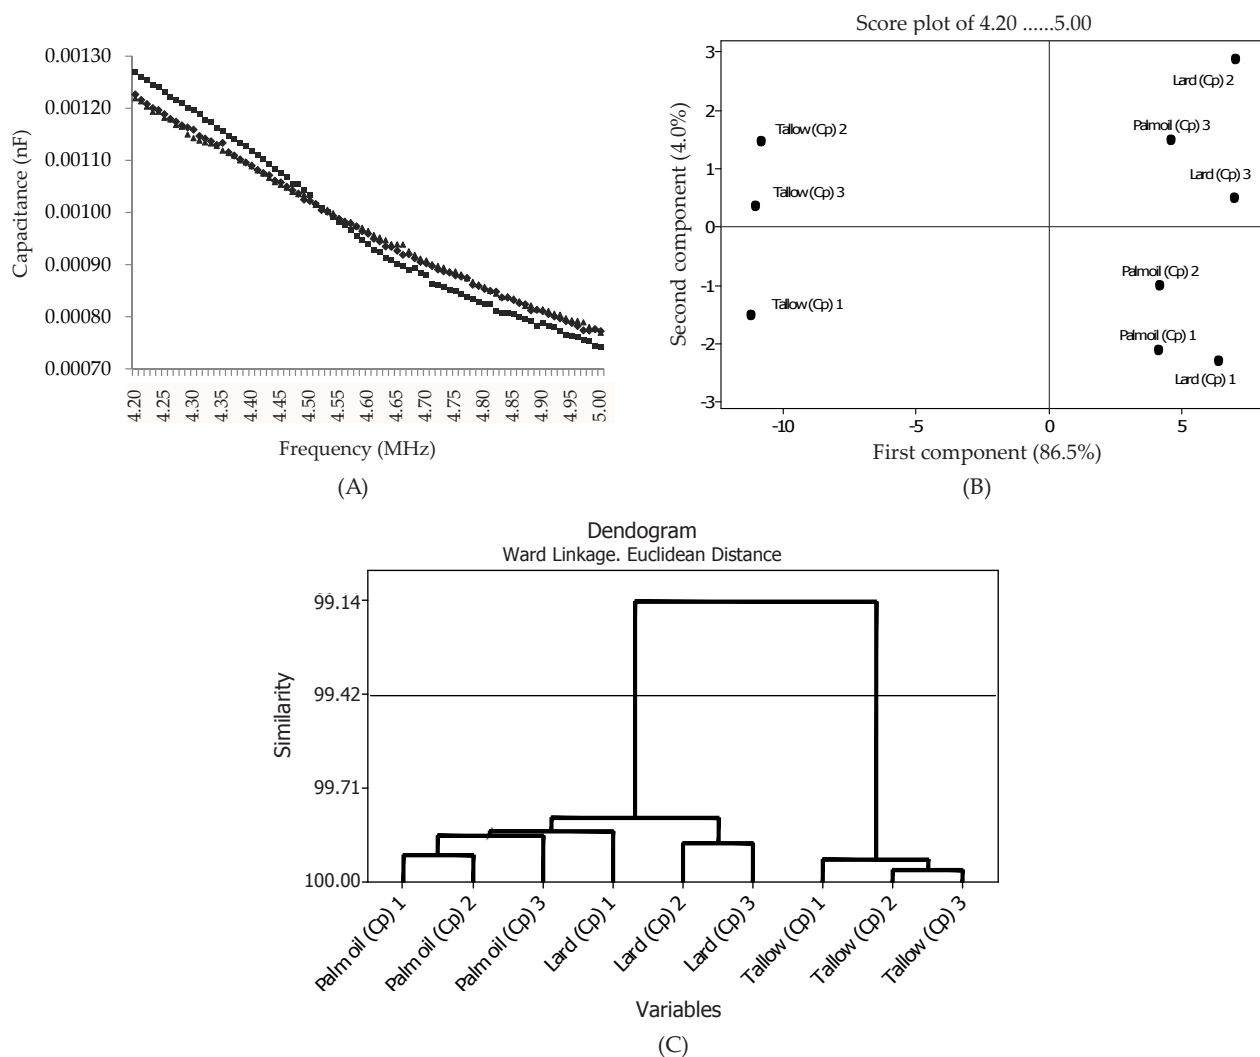 0.00130
0.00120
0.00110
0.00100
0.00090
0.00080
0.00070
Capacitance (nF)
4.20
4.25
4.30
4.35
4.40
4.45
4.50
4.55
4.60
4.65
4.70
4.75
4.80
4.85
4.90
4.95
5.00
Frequency (MHz)
(A)
Score plot of 4.20 ......5.00
3
2
1
0
-1
-2
-3
Second component (4.0%)
Lard (Cp) 2
Palmoil (Cp) 3
Tallow (Cp) 2
Lard (Cp) 3
Tallow (Cp) 3
Palmoil (Cp) 2
Tallow (Cp) 1
Palmoil (Cp) 1
Lard (Cp) 1
-10
-5
0
5
First component (86.5%)
(B)
Dendogram
Ward Linkage. Euclidean Distance
99.14
99.42
99.71
100.00
Similarity
Palm oil (Cp) 1
Palm oil (Cp) 2
Palm oil (Cp) 3
Lard (Cp) 1
Lard (Cp) 2
Lard (Cp) 3
Tallow (Cp) 1
Tallow (Cp) 2
Tallow (Cp) 3
Variables
(C)